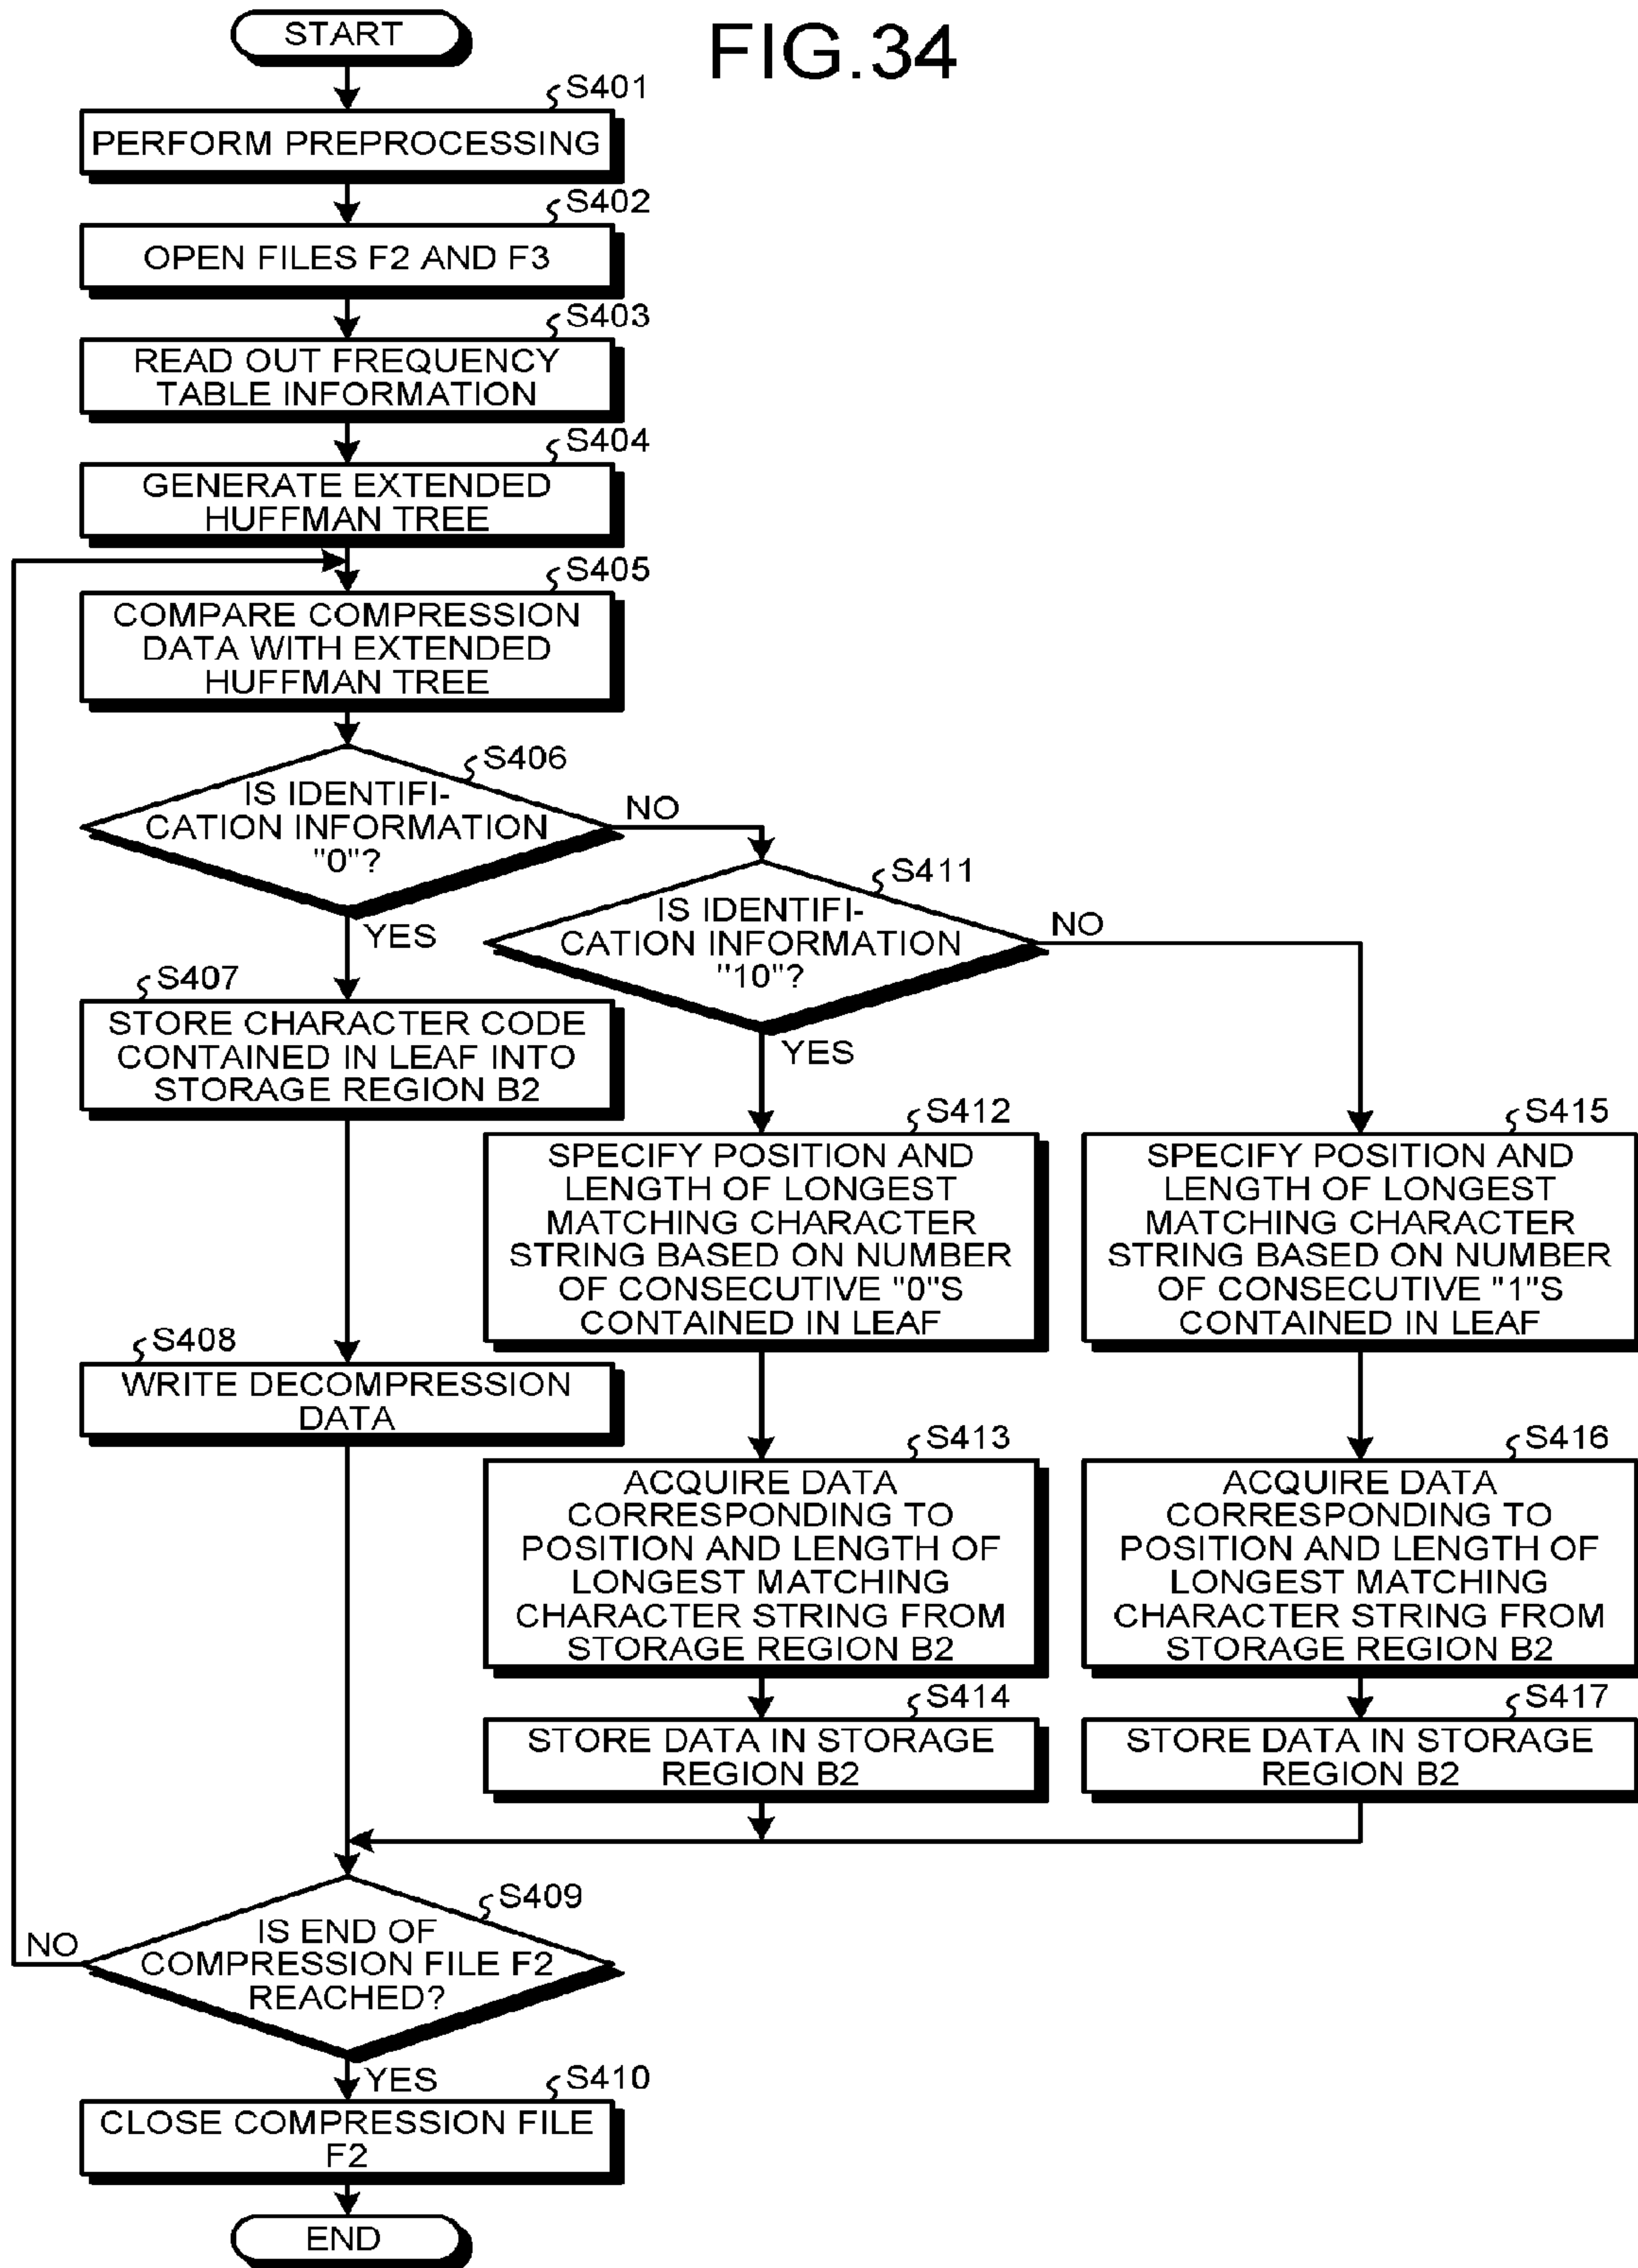 FIG.34
START
S401
PERFORM PREPROCESSING
S402
OPEN FILES F2 AND F3
S403
READ OUT FREQUENCY
TABLE INFORMATION
S404
GENERATE EXTENDED
HUFFMAN TREE
S405
COMPARE COMPRESSION
DATA WITH EXTENDED
HUFFMAN TREE
S406
IS IDENTIFI-
CATION INFORMATION
"0"?
NO
YES
S411
IS IDENTIFI-
CATION INFORMATION
"10"?
NO
YES
S407
STORE CHARACTER CODE
CONTAINED IN LEAF INTO
STORAGE REGION B2
S412
SPECIFY POSITION AND
LENGTH OF LONGEST
MATCHING CHARACTER
STRING BASED ON NUMBER
OF CONSECUTIVE "0"S
CONTAINED IN LEAF
S415
SPECIFY POSITION AND
LENGTH OF LONGEST
MATCHING CHARACTER
STRING BASED ON NUMBER
OF CONSECUTIVE "1"S
CONTAINED IN LEAF
S408
WRITE DECOMPRESSION
DATA
S413
ACQUIRE DATA
CORRESPONDING TO
POSITION AND LENGTH OF
LONGEST MATCHING
CHARACTER STRING FROM
STORAGE REGION B2
S416
ACQUIRE DATA
CORRESPONDING TO
POSITION AND LENGTH OF
LONGEST MATCHING
CHARACTER STRING FROM
STORAGE REGION B2
S414
STORE DATA IN STORAGE
REGION B2
S417
STORE DATA IN STORAGE
REGION B2
S409
IS END OF
COMPRESSION FILE F2
REACHED?
NO
YES
S410
CLOSE COMPRESSION FILE
F2
END